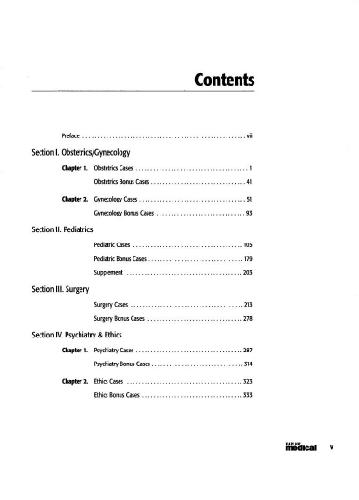 Contents
Preface ........................................................ vii
Section I. Obstetrics/Gynecology
Chapter 1. Obstetrics Cases ...................................... 1
Obstetrics Bonus Cases ................................ 41
Chapter 2. Gynecology Cases .................................... 51
Gynecology Bonus Cases .............................. 93
Section II. Pediatrics
Pediatric Cases ..................................... 105
Pediatric Bonus Cases ................................ 179
Supplement ....................................... 203
Section III. Surgery
Surgery Cases ...................................... 213
Surgery Bonus Cases ................................ 278
Section IV. Psychiatry & Ethics
Chapter 1. Psychiatry Cases .................................... 287
Psychiatry Bonus Cases ............................... 314
Chapter 2. Ethics Cases ....................................... 323
Ethics Bonus Cases .................................. 333
KAPLAN
medical v